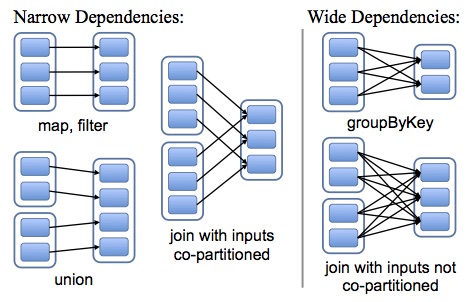 Narrow Dependencies:
Wide Dependencies:
map, filter
groupByKey
join with inputs
co-partitioned
union
join with inputs not
co-partitioned